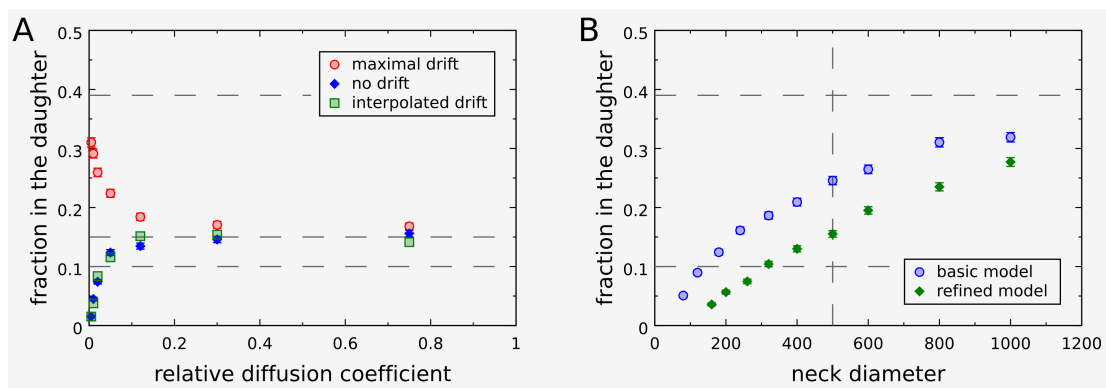 A
fraction in the daughter
0.5
0.4
0.3
0.2
0.1
0
maximal drift
no drift
interpolated drift
0 0.2 0.4 0.6 0.8 1
relative diffusion coefficient
B
fraction in the daughter
0.5
0.4
0.3
0.2
0.1
0
basic model
refined model
0 200 400 600 800 1000 1200
neck diameter